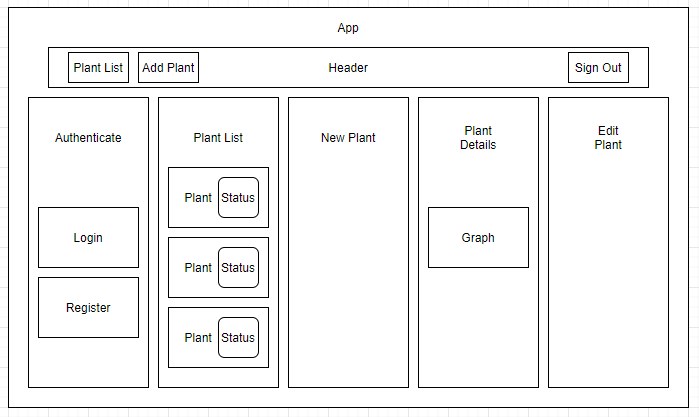 App
Plant List
Add Plant
Header
Sign Out
Authenticate
Login
Register
Plant List
Plant
Status
Plant
Status
Plant
Status
New Plant
Plant
Details
Graph
Edit
Plant